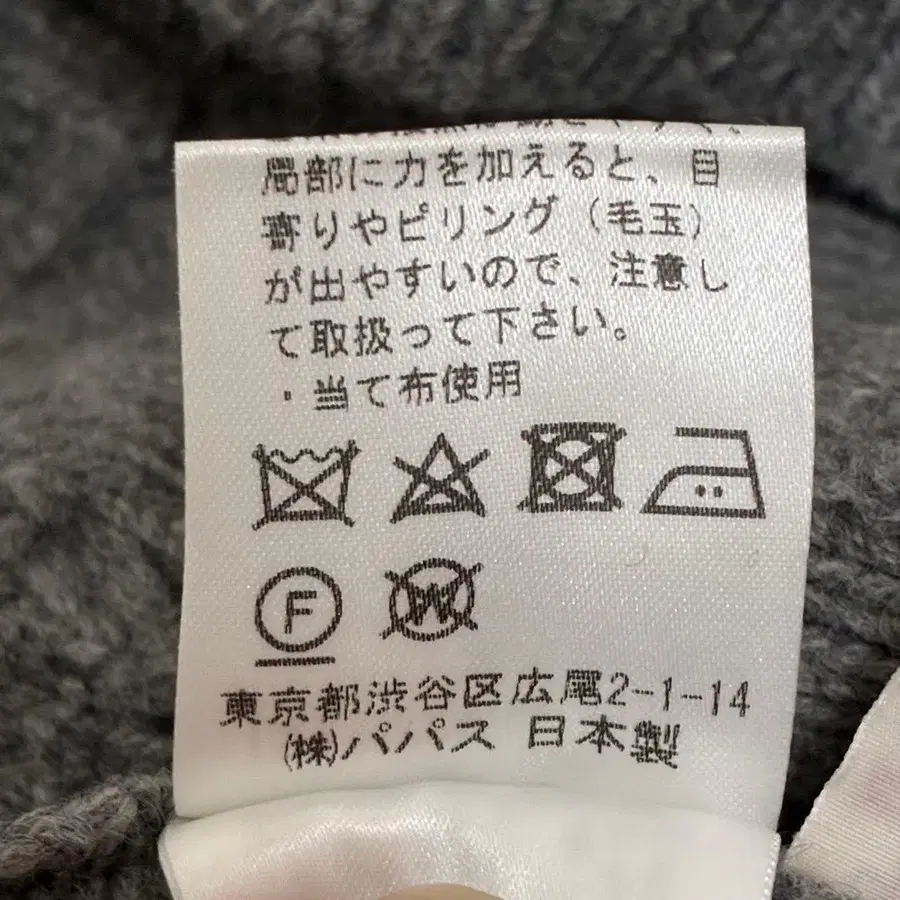 局部に力を加えると、目
寄りやピリング（毛玉）
が出やすいので、注意し
て取扱って下さい。
・当て布使用
F
W
東京都渋谷区広尾2-1-14
(株)パパス 日本製